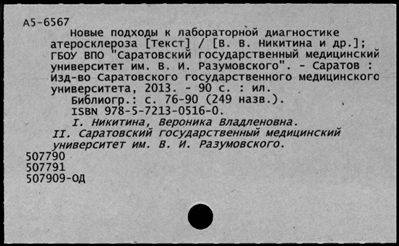 А5-6567
Новые подходы к лабораторной диагностике
атеросклероза [Текст] / [В. В. Никитина и др.];
ГБОУ ВПО "Саратовский государственный медицинский
университет им. В. И. Разумовского". - Саратов :
Изд-во Саратовского государственного медицинского
университета, 2013. - 90 с. : ил.
Библиогр.: с. 76-90 (249 назв.).
ISBN 978-5-7213-0516-0.
I. Никитина, Вероника Владленовна.
II. Саратовский государственный медицинский
университет им. В. И. Разумовского.
507790
507791
507909-ОД